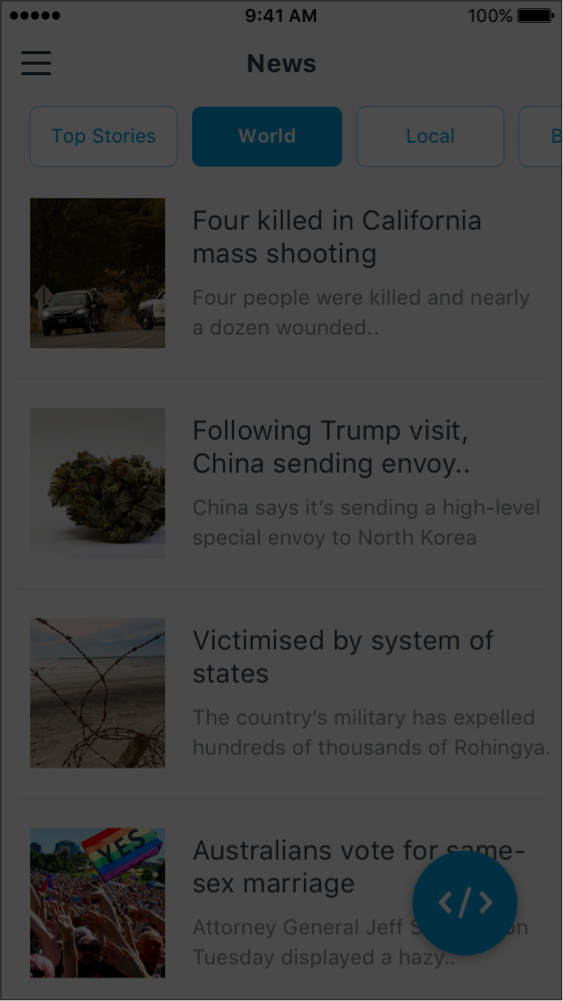 9:41 AM 100%
News
Top Stories World Local B
Four killed in California
mass shooting
Four people were killed and nearly
a dozen wounded..
Following Trump visit,
China sending envoy..
China says it's sending a high-level
special envoy to North Korea
Victimised by system of
states
The country's military has expelled
hundreds of thousands of Rohingya.
YES
Australians vote for same-
sex marriage
</>
Attorney General Jeff S on
Tuesday displayed a hazy..